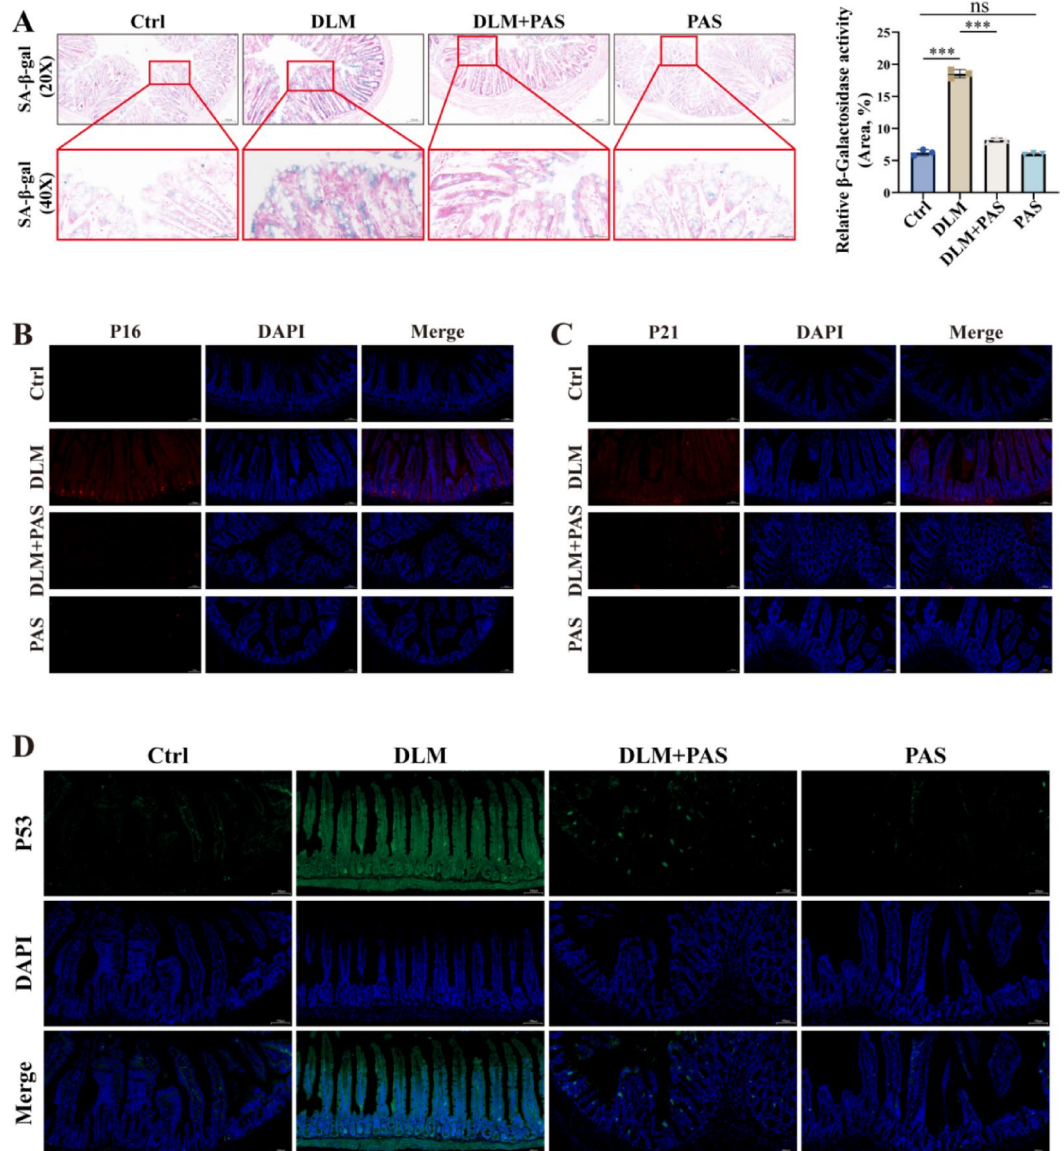 A
Ctrl
DLM
DLM+PAS
PAS
SA-β-gal
(20X)
SA-β-gal
(40X)
Relative β-Galactosidase activity
(Area, %)
25
20
15
10
5
0
ns
***
***
Ctrl
DLM
DLM+PAS
PAS
B
P16
DAPI
Merge
Ctrl
DLM
DLM+PAS
PAS
C
P21
DAPI
Merge
Ctrl
DLM
DLM+PAS
PAS
D
Ctrl
DLM
DLM+PAS
PAS
P53
DAPI
Merge